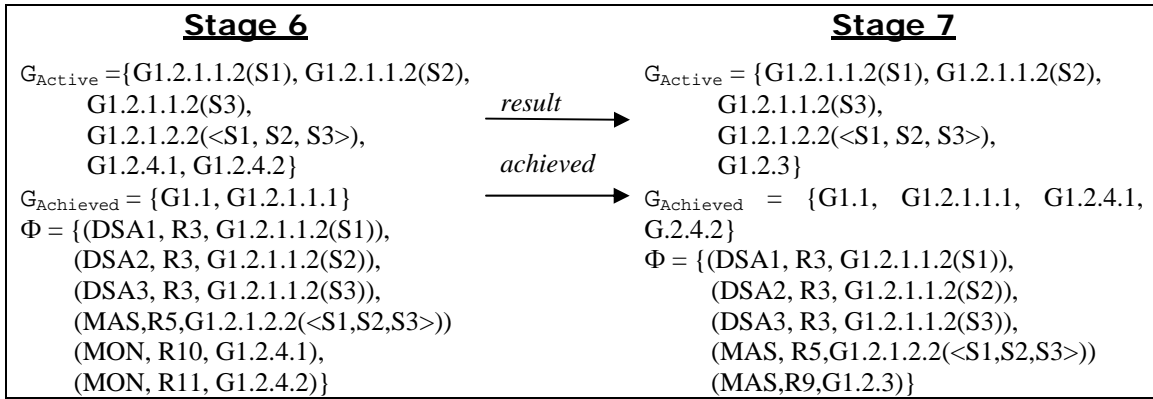 Stage 6
G_Active ={G1.2.1.1.2(S1), G1.2.1.1.2(S2),
G1.2.1.1.2(S3),
G1.2.1.2.2(<S1, S2, S3>),
G1.2.4.1, G1.2.4.2}
G_Achieved = {G1.1, G1.2.1.1.1}
Φ = {(DSA1, R3, G1.2.1.1.2(S1)),
(DSA2, R3, G1.2.1.1.2(S2)),
(DSA3, R3, G1.2.1.1.2(S3)),
(MAS,R5,G1.2.1.2.2(<S1,S2,S3>))
(MON, R10, G1.2.4.1),
(MON, R11, G1.2.4.2)}
result
achieved
Stage 7
G_Active = {G1.2.1.1.2(S1), G1.2.1.1.2(S2),
G1.2.1.1.2(S3),
G1.2.1.2.2(<S1, S2, S3>),
G1.2.3}
G_Achieved = {G1.1, G1.2.1.1.1, G1.2.4.1,
G.2.4.2}
Φ = {(DSA1, R3, G1.2.1.1.2(S1)),
(DSA2, R3, G1.2.1.1.2(S2)),
(DSA3, R3, G1.2.1.1.2(S3)),
(MAS, R5,G1.2.1.2.2(<S1,S2,S3>))
(MAS,R9,G1.2.3)}